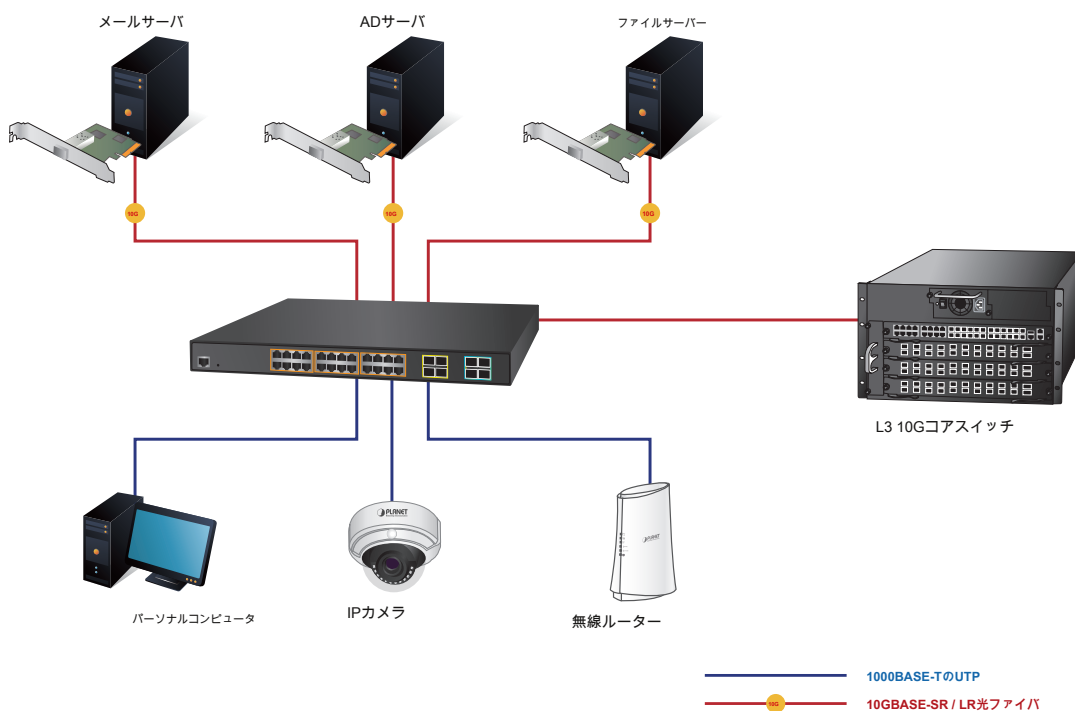 メールサーバ
ADサーバ
ファイルサーバー
10G
10G
10G
L3 10Gコアスイッチ
PLANET
PLANET
パーソナルコンピュータ
IPカメラ
無線ルーター
1000BASE-TのUTP
10G
10GBASE-SR / LR光ファイバ